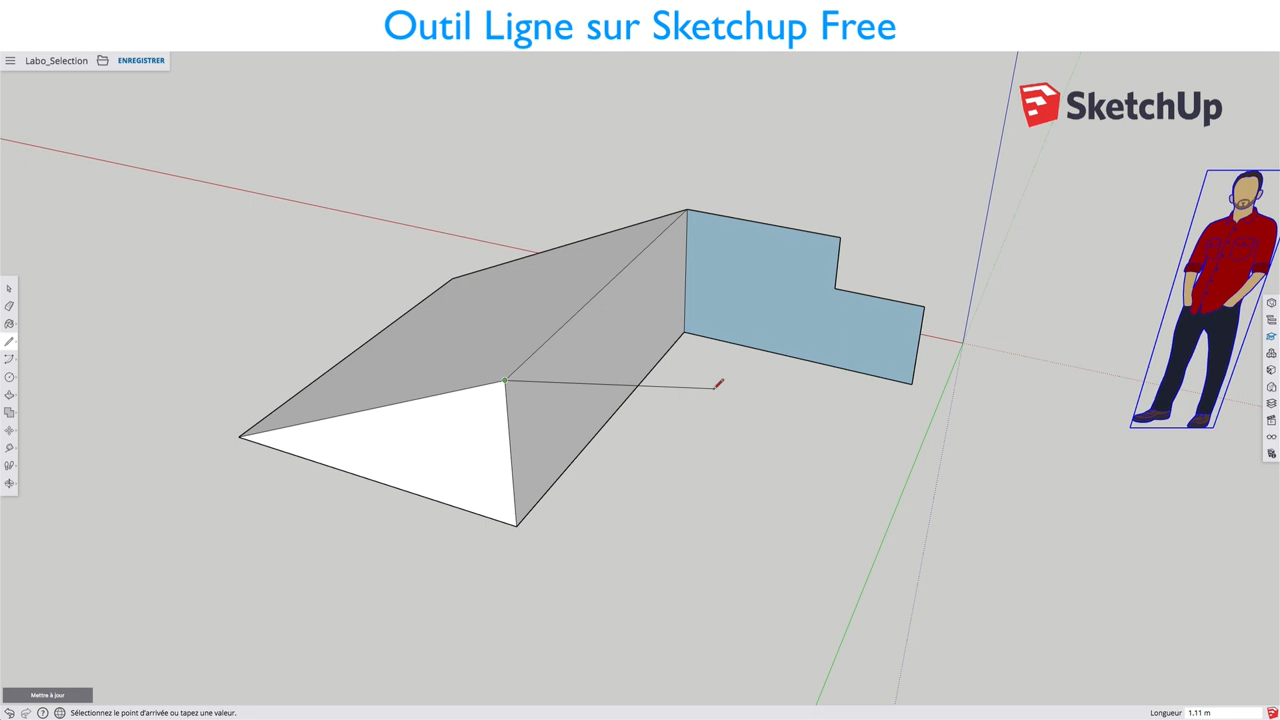 Outil Ligne sur Sketchup Free
Labo_Selection ENREGISTRER
SketchUp
Mettre à jour
Sélectionnez le point d'arrivée ou tapez une valeur.
Longueur 1,11 m